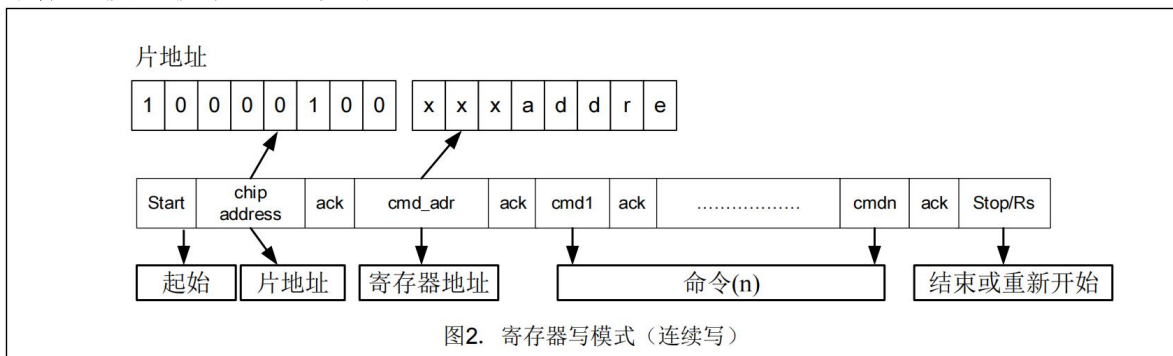 片地址
1 0 0 0 0 1 0 0 x x x a d d r e
Start chip address ack cmd_adr ack cmd1 ack .................. cmdn ack Stop/Rs
起始 片地址 寄存器地址 命令(n) 结束或重新开始
图2. 寄存器写模式（连续写）